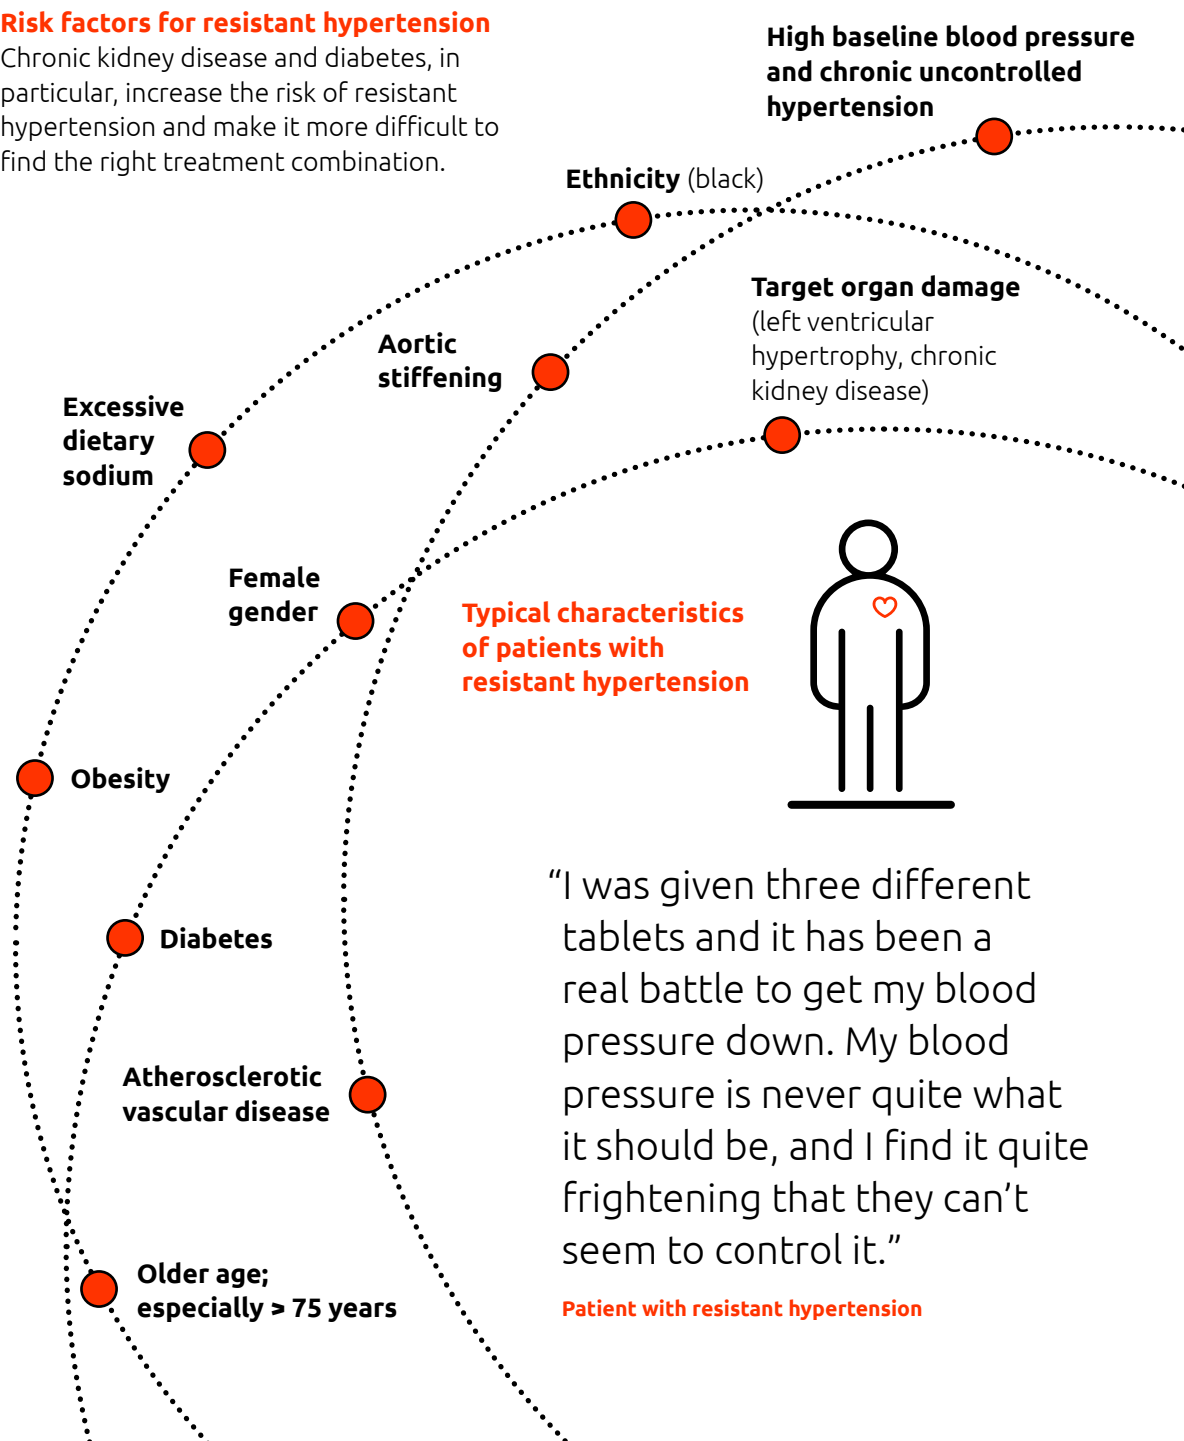 Risk factors for resistant hypertension
Chronic kidney disease and diabetes, in
particular, increase the risk of resistant
hypertension and make it more difficult to
find the right treatment combination.
High baseline blood pressure
and chronic uncontrolled
hypertension
Ethnicity (black)
Target organ damage
(left ventricular
hypertrophy, chronic
kidney disease)
Aortic
stiffening
Excessive
dietary
sodium
Female
gender
Typical characteristics
of patients with
resistant hypertension
Obesity
Diabetes
Atherosclerotic
vascular disease
Older age;
especially > 75 years
“I was given three different
tablets and it has been a
real battle to get my blood
pressure down. My blood
pressure is never quite what
it should be, and I find it quite
frightening that they can’t
seem to control it.”
Patient with resistant hypertension